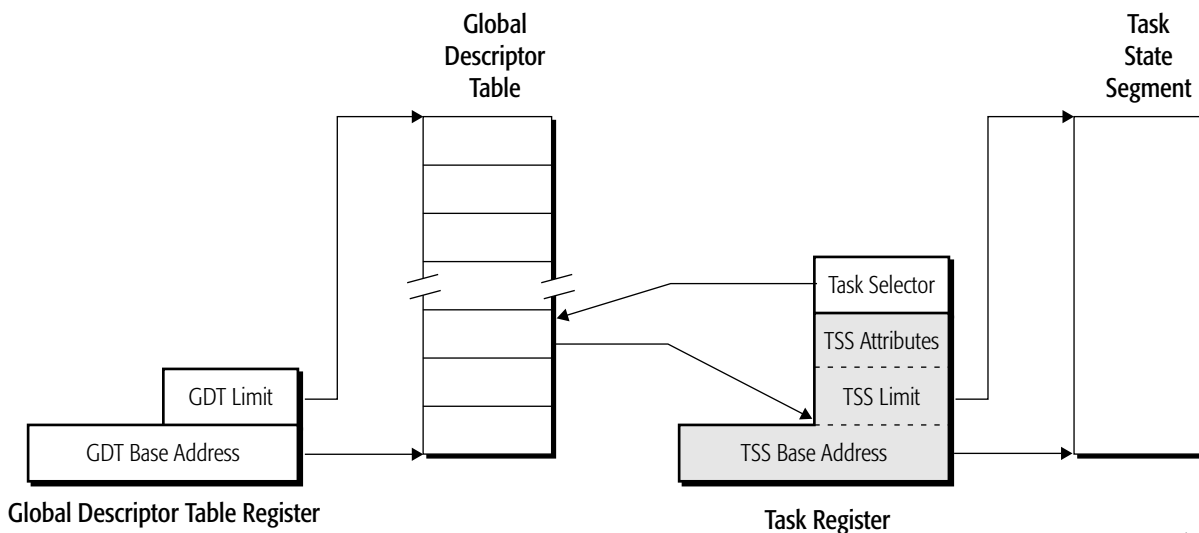 Global
Descriptor
Table
Task
State
Segment
Task Selector
TSS Attributes
GDT Limit
TSS Limit
GDT Base Address
TSS Base Address
Global Descriptor Table Register
Task Register